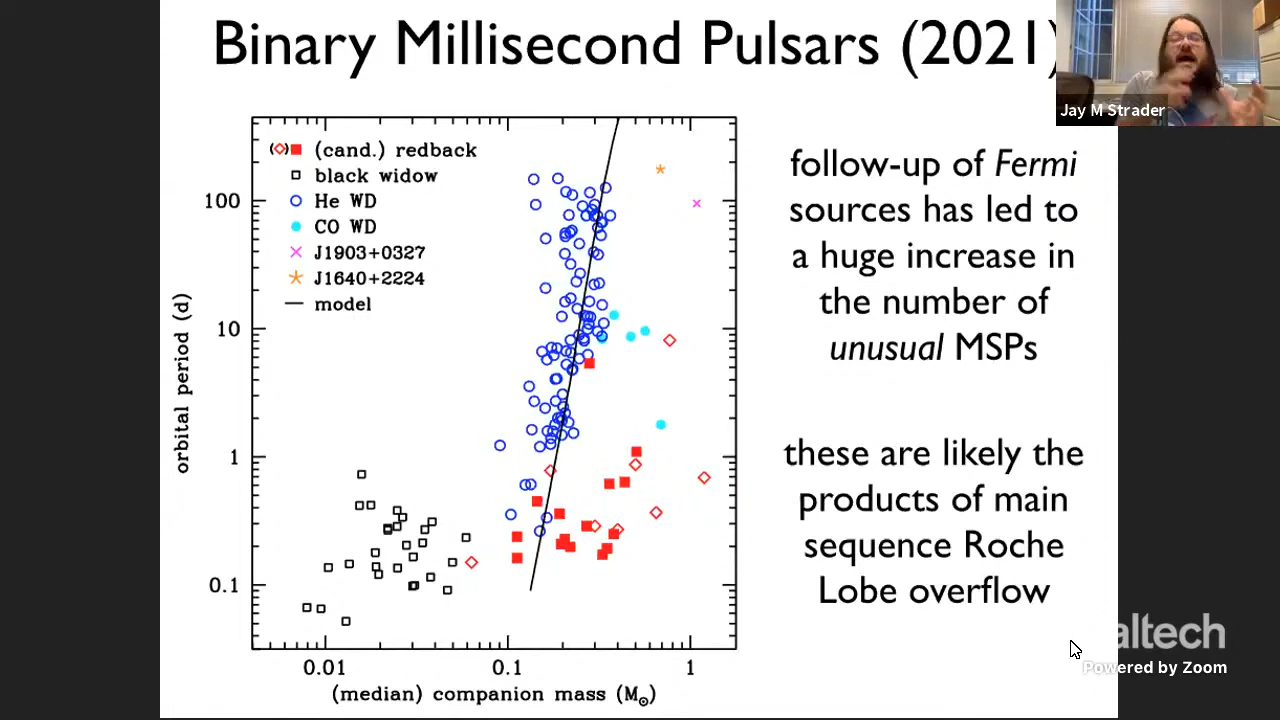 Binary Millisecond Pulsars (2021)
Jay M Strader
(cand.) redback
black widow
He WD
CO WD
J1903+0327
J1640+2224
model
100
10
1
0.1
orbital period (d)
0.01
0.1
1
(median) companion mass (M⊙)
follow-up of Fermi
sources has led to
a huge increase in
the number of
unusual MSPs
these are likely the
products of main
sequence Roche
Lobe overflow
altech
Powered by Zoom